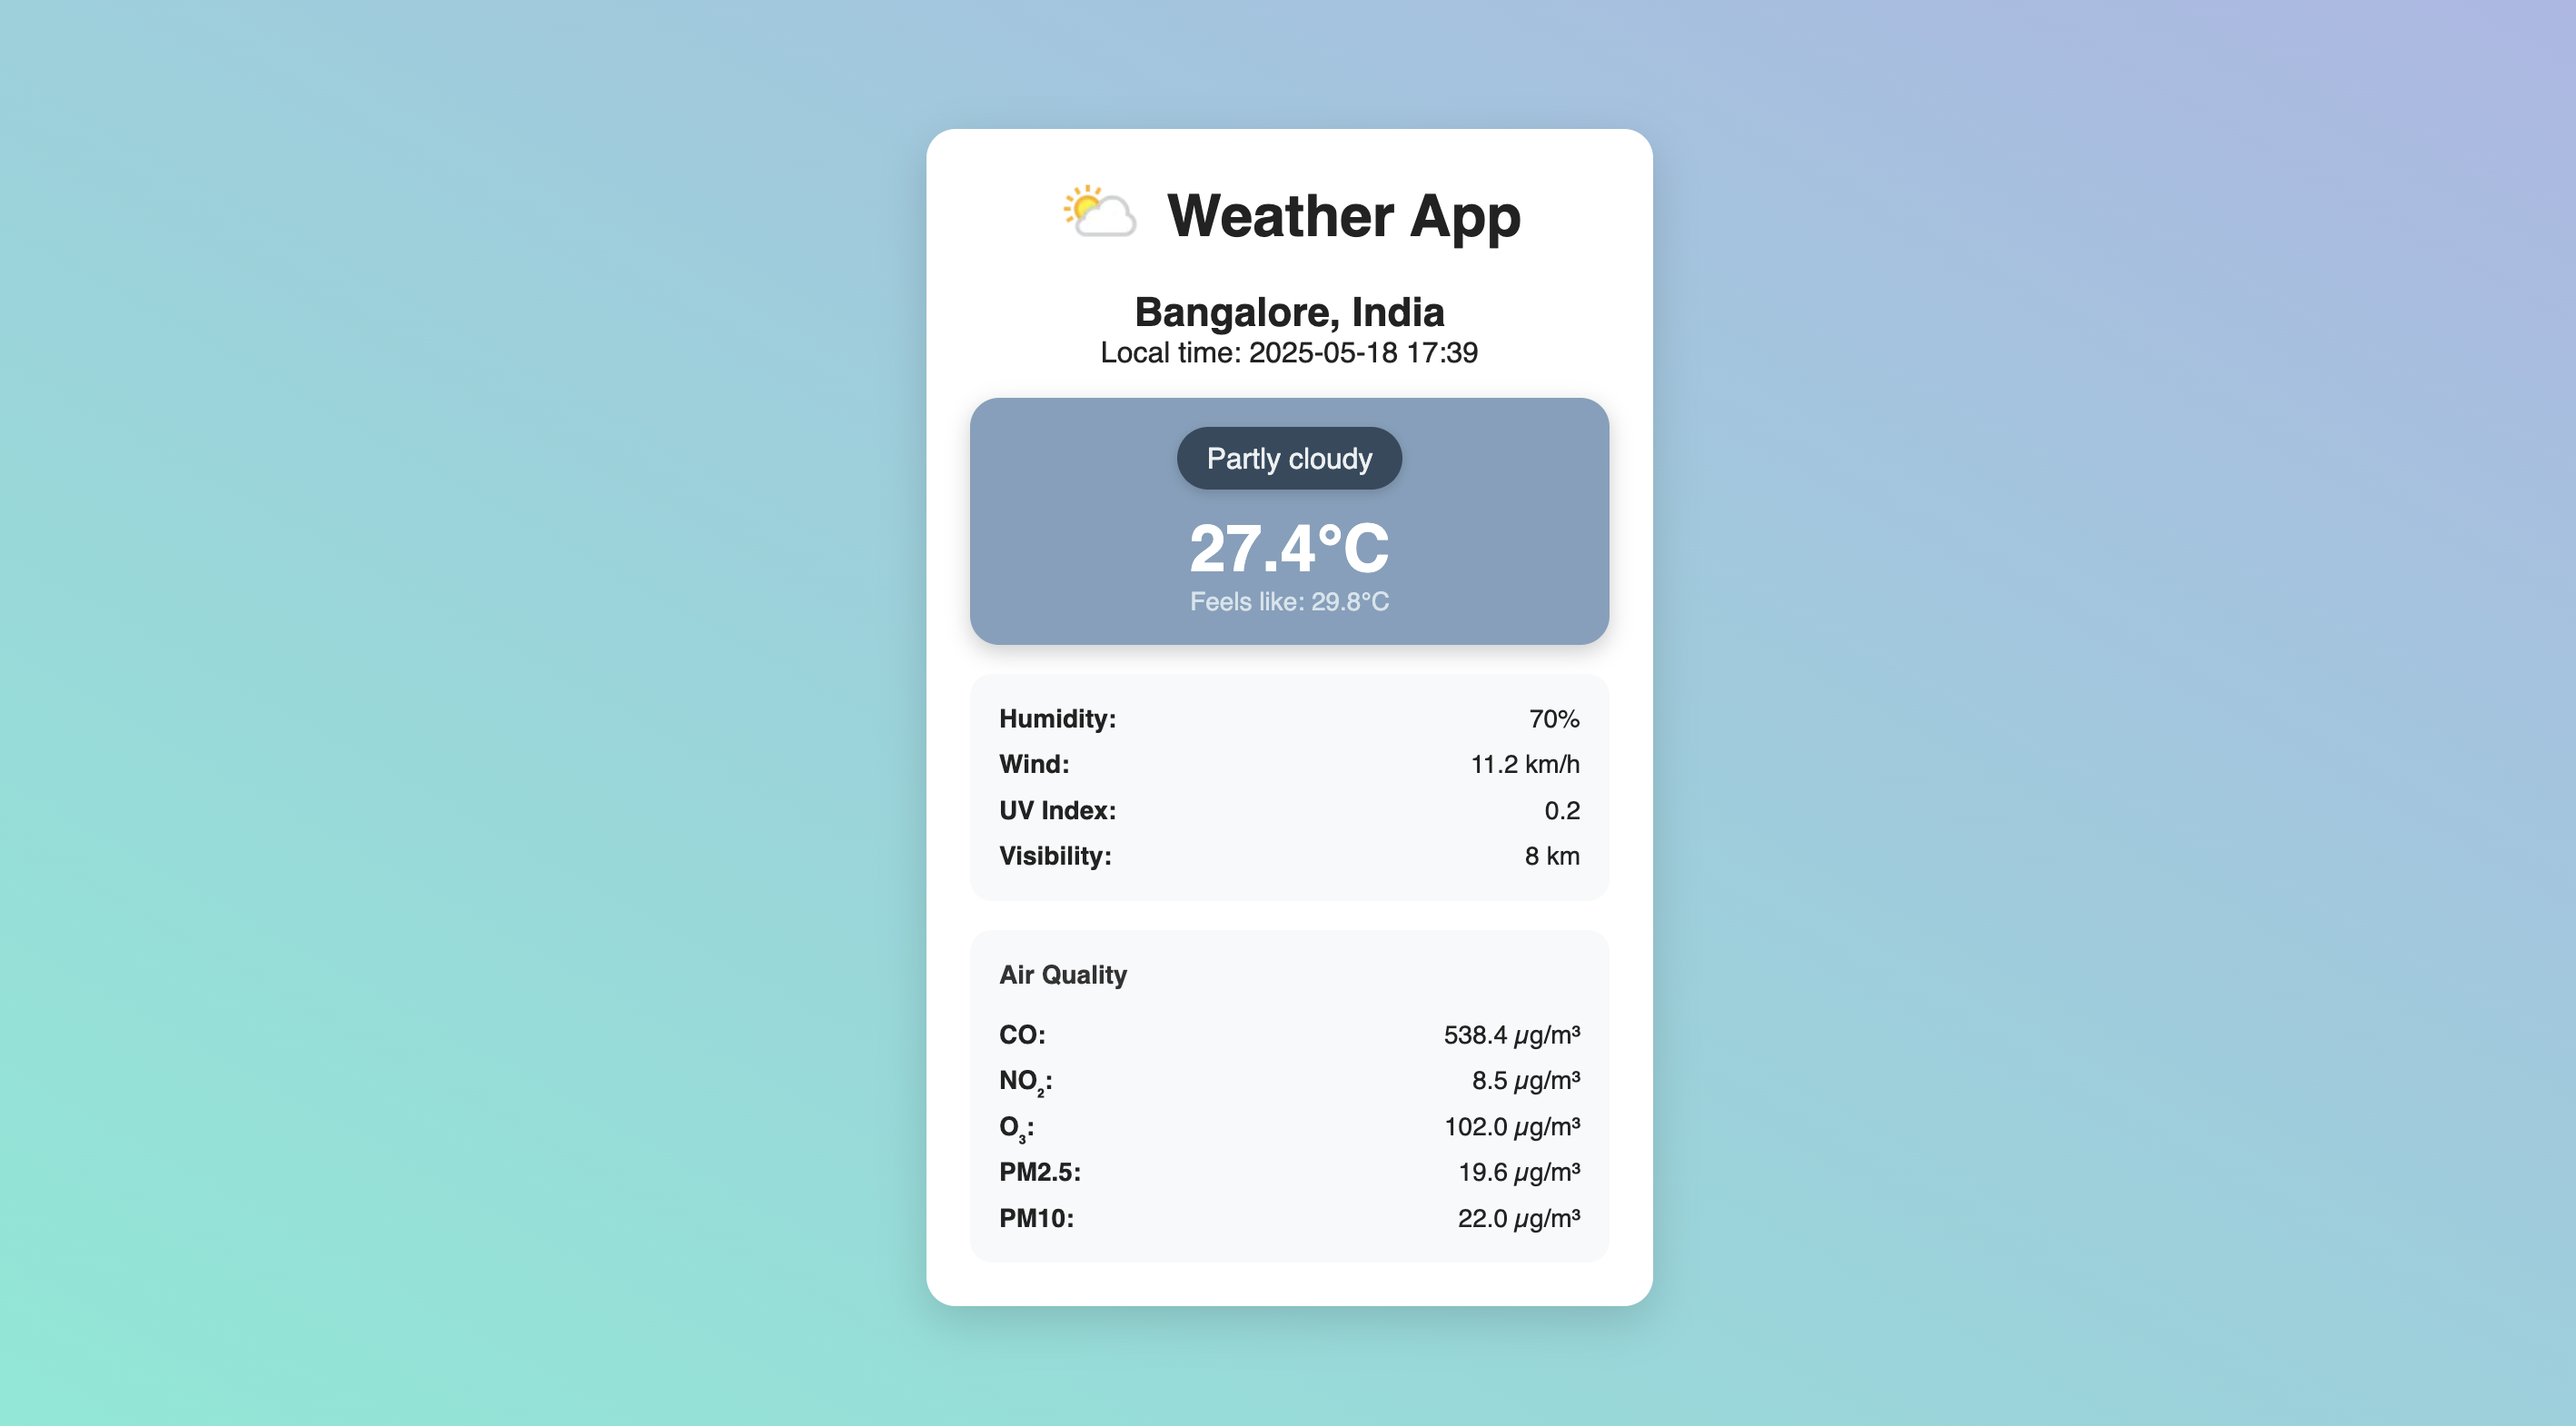 Weather App
Bangalore, India
Local time: 2025-05-18 17:39
Partly cloudy
27.4°C
Feels like: 29.8°C
Humidity: 70%
Wind: 11.2 km/h
UV Index: 0.2
Visibility: 8 km
Air Quality
CO: 538.4 µg/m³
NO₂: 8.5 µg/m³
O₃: 102.0 µg/m³
PM2.5: 19.6 µg/m³
PM10: 22.0 µg/m³